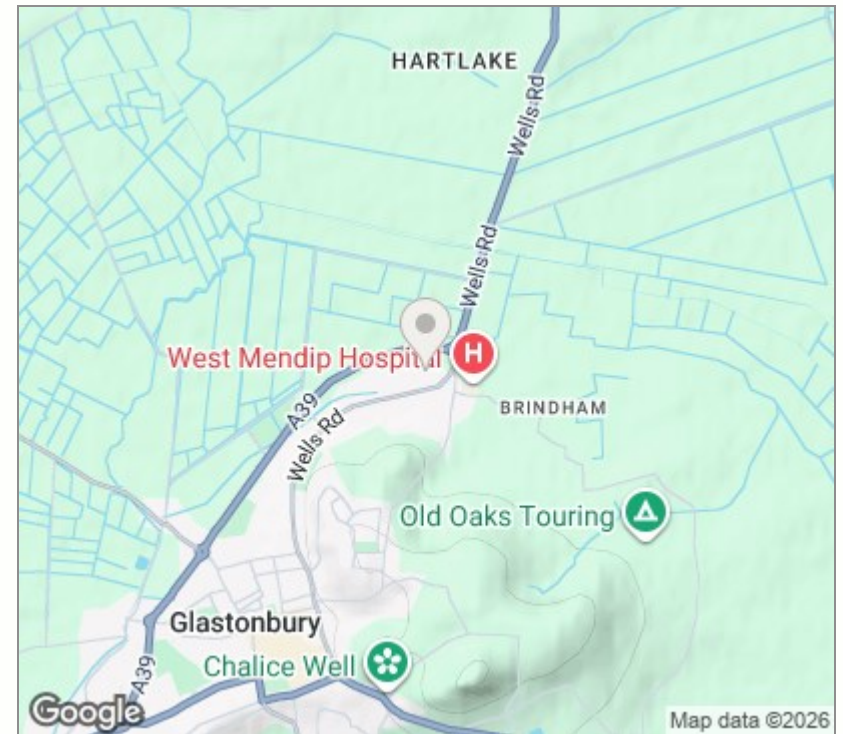 HARTLAKE
Wells Rd
Wells Rd
West Mendip Hospital
H
BRINDHAM
A39
Wells Rd
Old Oaks Touring
Glastonbury
Chalice Well
A39
Google
Map data ©2026